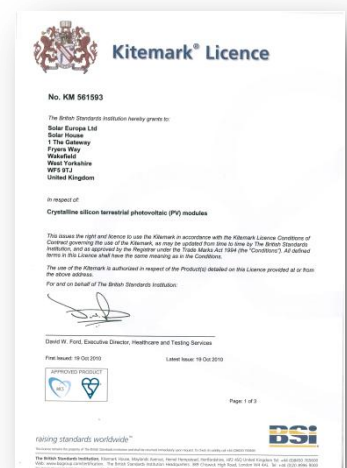 Kitemark® Licence
No. KM 561593
The British Standards Institution hereby grants to:
Solar Europa Ltd
Solar House
1 The Gateway
Fryers Way
Wakefield
West Yorkshire
WF5 9TJ
United Kingdom
In respect of:
Crystalline silicon terrestrial photovoltaic (PV) modules
This issues the right and licence to use the Kitemark in accordance with the Kitemark Licence Conditions of
Contract governing the use of the Kitemark, as may be updated from time to time by The British Standards
Institution, and as approved by the Registrar under the Trade Marks Act 1994 (the "Conditions"). All defined
terms in this Licence shall have the same meaning as in the Conditions.
The use of the Kitemark is authorized in respect of the Product(s) detailed on this Licence provided at or from
the above address.
For and on behalf of The British Standards Institution:
David W. Ford, Executive Director, Healthcare and Testing Services
First Issued: 19 Oct 2010 Latest Issue: 19 Oct 2010
APPROVED PRODUCT
Page: 1 of 3
raising standards worldwide™
BSI